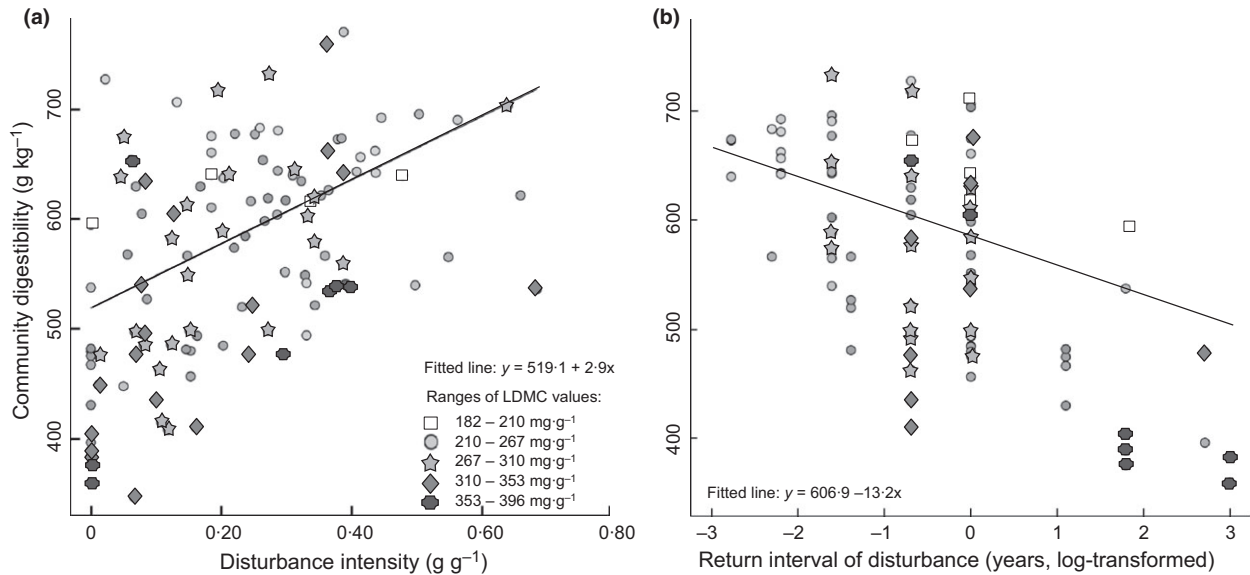 (a)
Community digestibility (g kg⁻¹)
700
600
500
400
0
0·20
0·40
0·60
0·80
Disturbance intensity (g g⁻¹)
Fitted line: y = 519·1 + 2·9x
Ranges of LDMC values:
182 – 210 mg·g⁻¹
210 – 267 mg·g⁻¹
267 – 310 mg·g⁻¹
310 – 353 mg·g⁻¹
353 – 396 mg·g⁻¹
(b)
700
600
500
400
Fitted line: y = 606·9 –13·2x
–3
–2
–1
0
1
2
3
Return interval of disturbance (years, log-transformed)